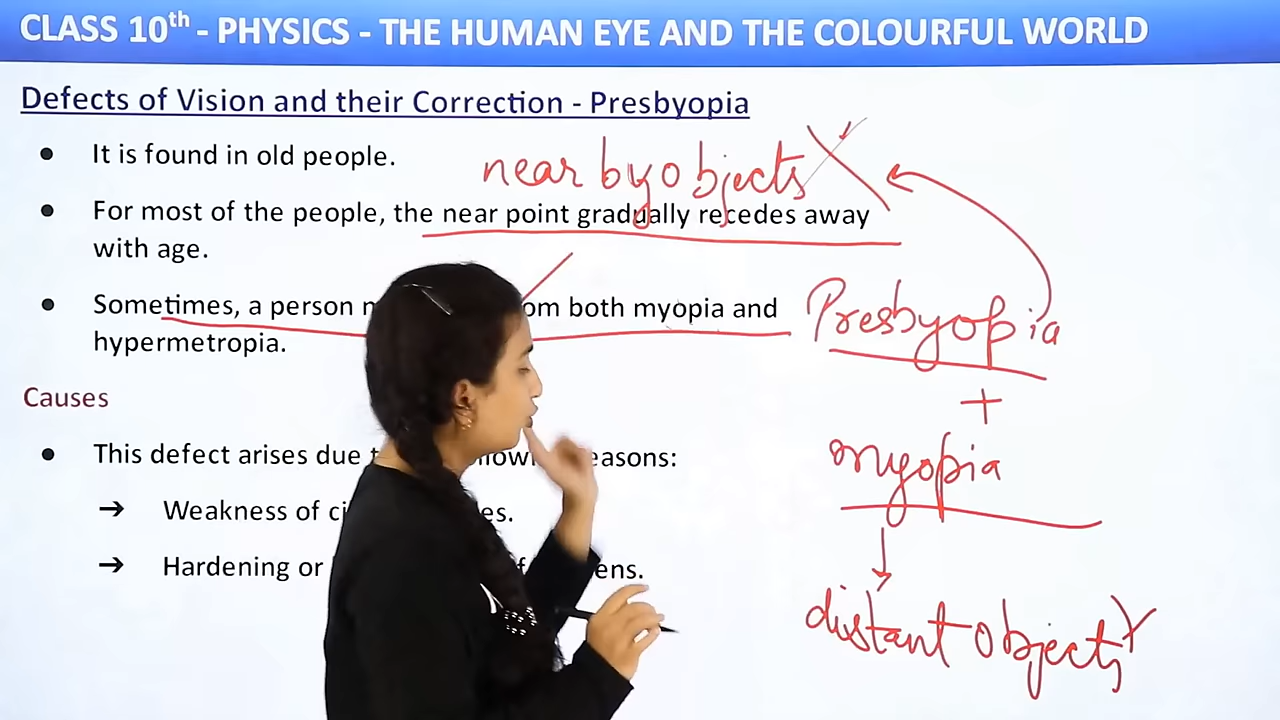 CLASS 10th - PHYSICS - THE HUMAN EYE AND THE COLOURFUL WORLD
Defects of Vision and their Correction - Presbyopia
It is found in old people.
near by objects
For most of the people, the near point gradually recedes away
with age.
Sometimes, a person om both myopia and
hypermetropia.
Presbyopia
+
myopia
distant objects
Causes
This defect arises due reasons:
→ Weakness of
→ Hardening or ens.